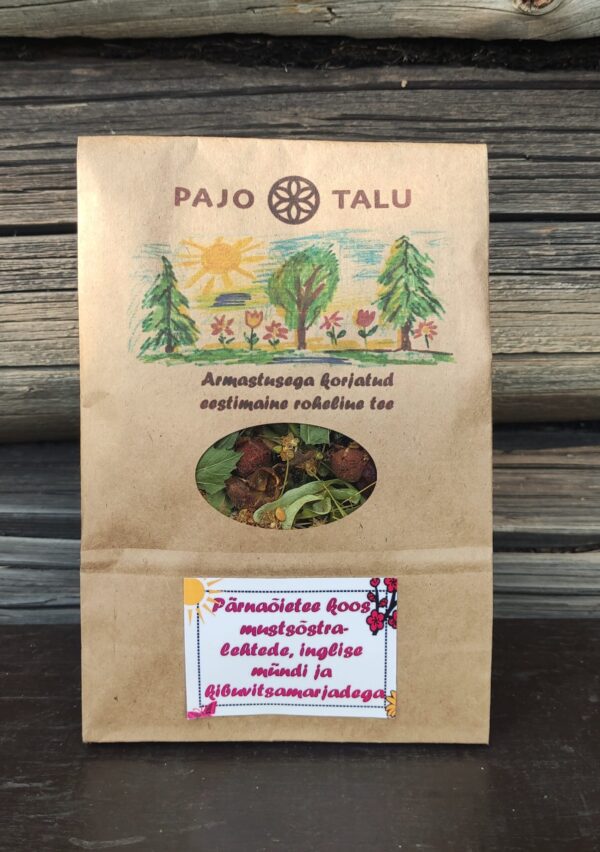 PAJO TALU
Armastusega korjatud
eestimaine roheline tee
Pärnaõietee koos
mustsõstra-
lehtede, inglise
mündi ja
kibuvitsamarjadega